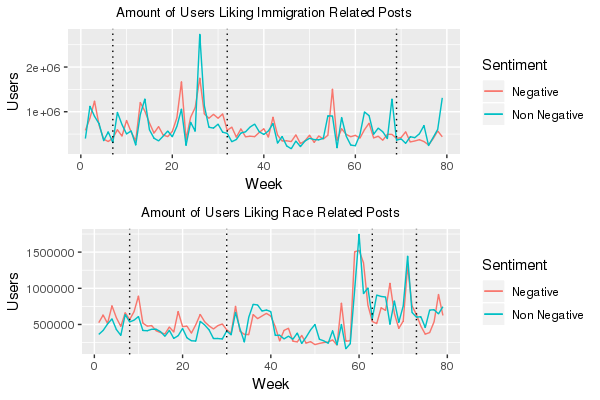 Amount of Users Liking Immigration Related Posts
Users
2e+06
1e+06
0 20 40 60 80
Week
Sentiment
Negative
Non Negative
Amount of Users Liking Race Related Posts
Users
1500000
1000000
500000
0 20 40 60 80
Week
Sentiment
Negative
Non Negative